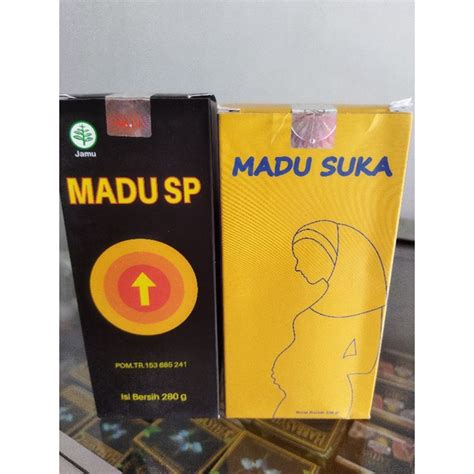 Jamu
MADU SP
POM.TR.153 685 241
Isi Bersih 280 g
MADU SUKA